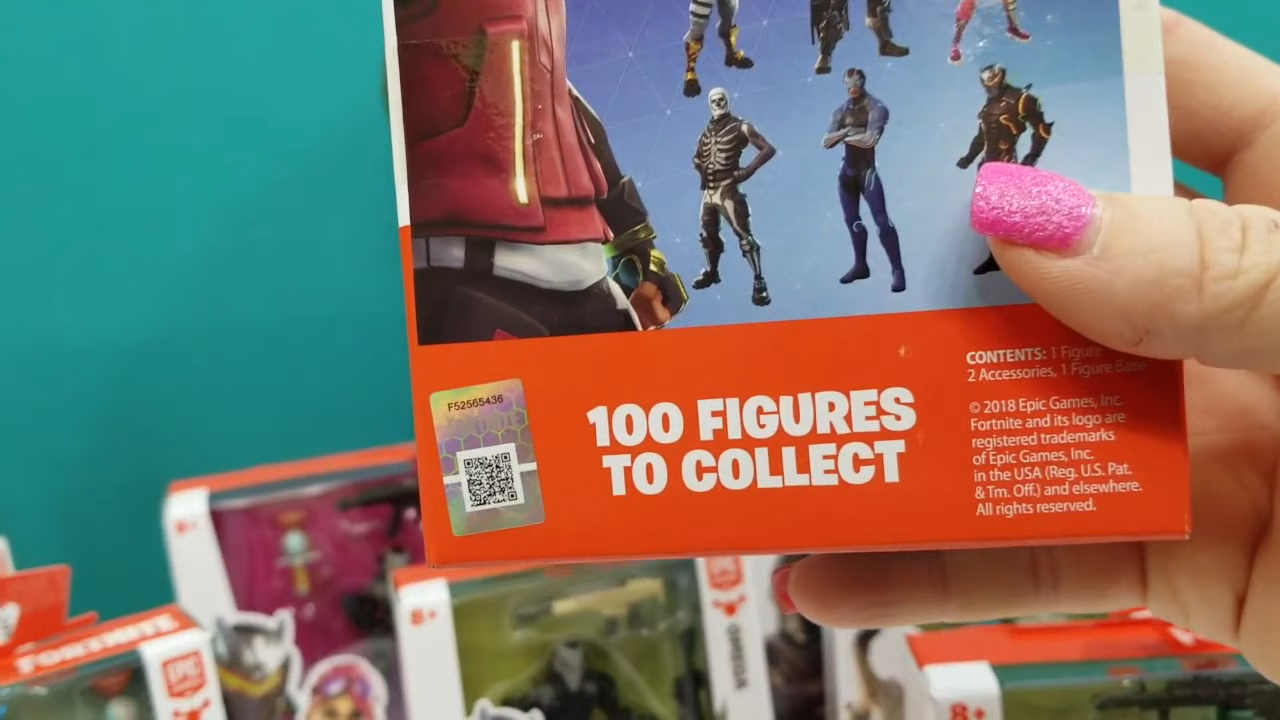 CONTENTS: 1 Figure
2 Accessories, 1 Figure Base
F52565436
100 FIGURES
TO COLLECT
© 2018 Epic Games, Inc.
Fortnite and its logo are
registered trademarks
of Epic Games, Inc.
in the USA (Reg. U.S. Pat.
& Tm. Off.) and elsewhere.
All rights reserved.
8+
FORTNITE
EPIC
OMEGA
8+